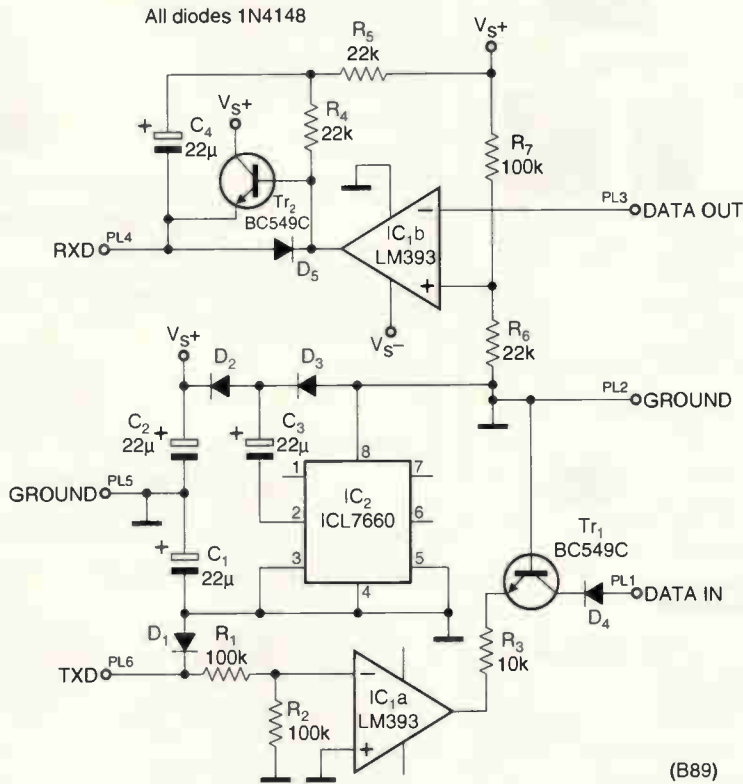 All diodes 1N4148
R5
22k
VS+
VS+
C4
22µ
+
R4
22k
R7
100k
Tr2
BC549C
PL3
DATA OUT
−
IC1b
LM393
+
RXD
PL4
D5
VS−
R6
22k
VS+
D2
D3
PL2
GROUND
C2
22µ
+
C3
22µ
+
8
1
7
IC2
ICL7660
GROUND
PL5
2
6
Tr1
BC549C
C1
22µ
+
3
5
4
PL1
DATA IN
D4
D1
R1
100k
R3
10k
TXD
PL6
−
IC1a
LM393
+
R2
100k
(B89)